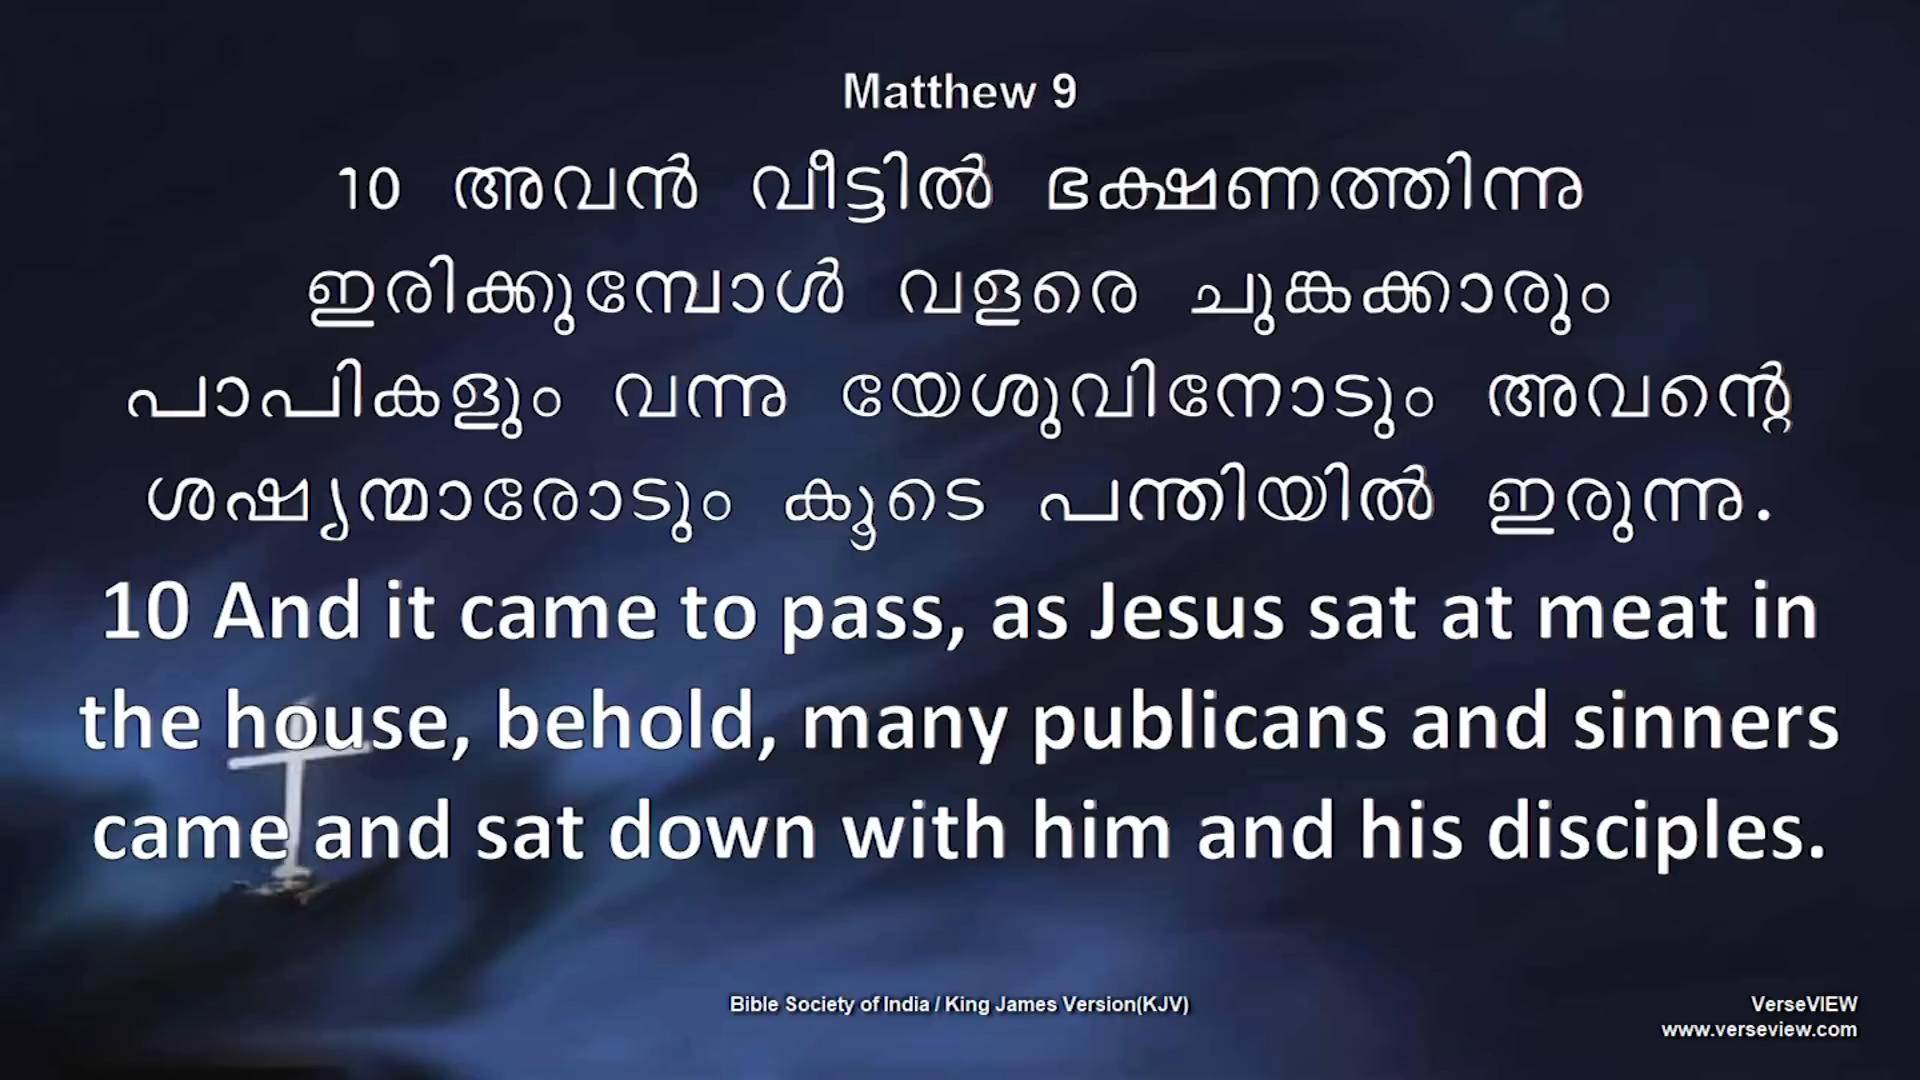 Matthew 9
10 അവൻ വീട്ടിൽ ഭക്ഷണത്തിന്നു
ഇരിക്കുമ്പോൾ വളരെ ചുങ്കക്കാരും
പാപികളും വന്നു യേശുവിനോടും അവന്റെ
ശഷ്യന്മാരോടും കൂടെ പന്തിയിൽ ഇരുന്നു.
10 And it came to pass, as Jesus sat at meat in
the house, behold, many publicans and sinners
came and sat down with him and his disciples.
Bible Society of India / King James Version(KJV)
VerseVIEW
www.verseview.com